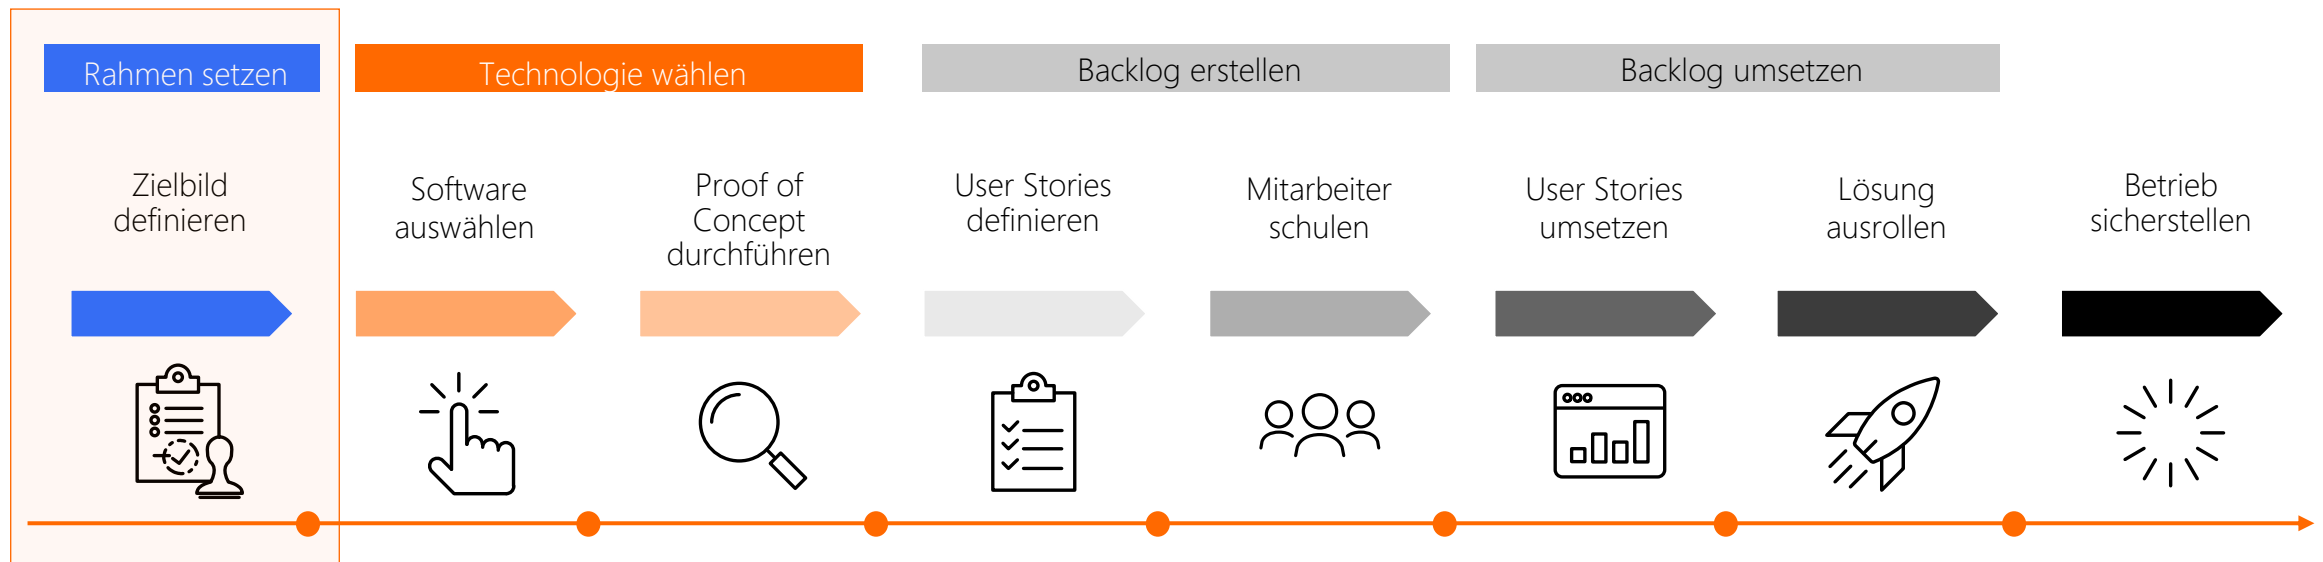 Rahmen setzen
Technologie wählen
Backlog erstellen
Backlog umsetzen
Zielbild
definieren
Software
auswählen
Proof of
Concept
durchführen
User Stories
definieren
Mitarbeiter
schulen
User Stories
umsetzen
Lösung
ausrollen
Betrieb
sicherstellen